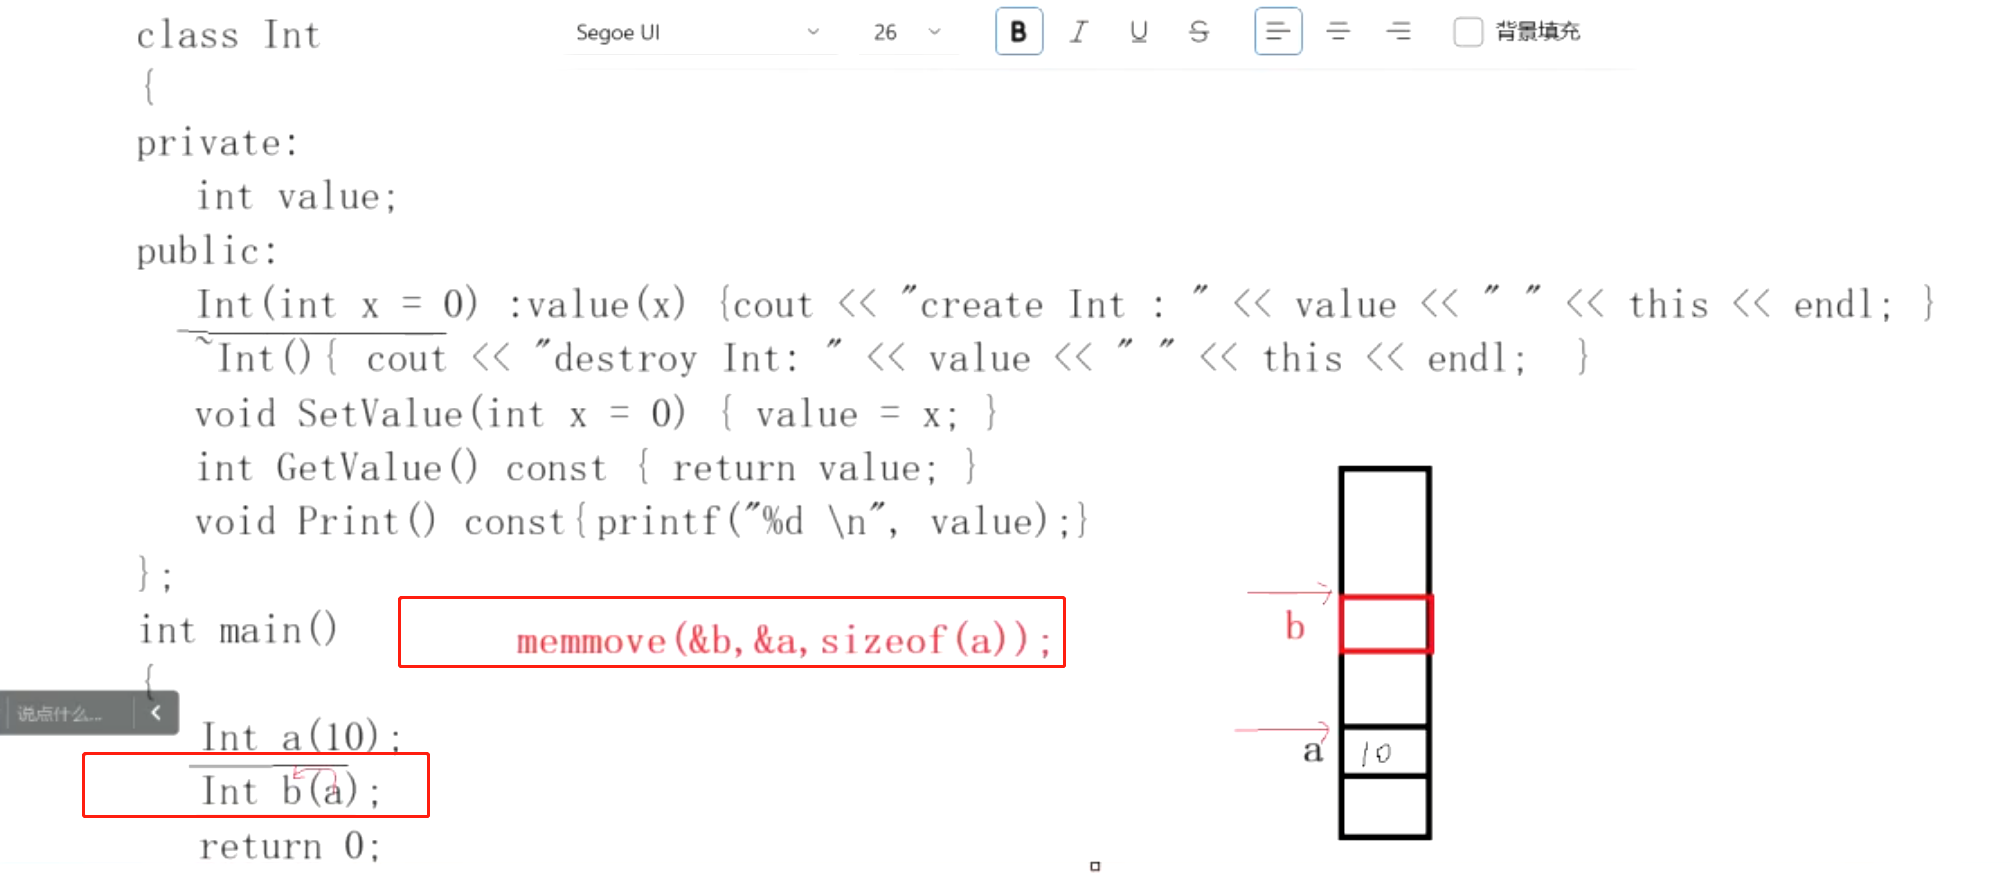 class Int
Segoe UI 26 B I U S 背景填充
{
private:
int value;
public:
Int(int x = 0) :value(x) {cout << "create Int : " << value << " " << this << endl; }
~Int(){ cout << "destroy Int: " << value << " " << this << endl; }
void SetValue(int x = 0) { value = x; }
int GetValue() const { return value; }
void Print() const{printf("%d \n", value);}
};
int main()
memmove(&b,&a,sizeof(a));
b
{
说点什么...
Int a(10);
a 10
Int b(a);
return 0;